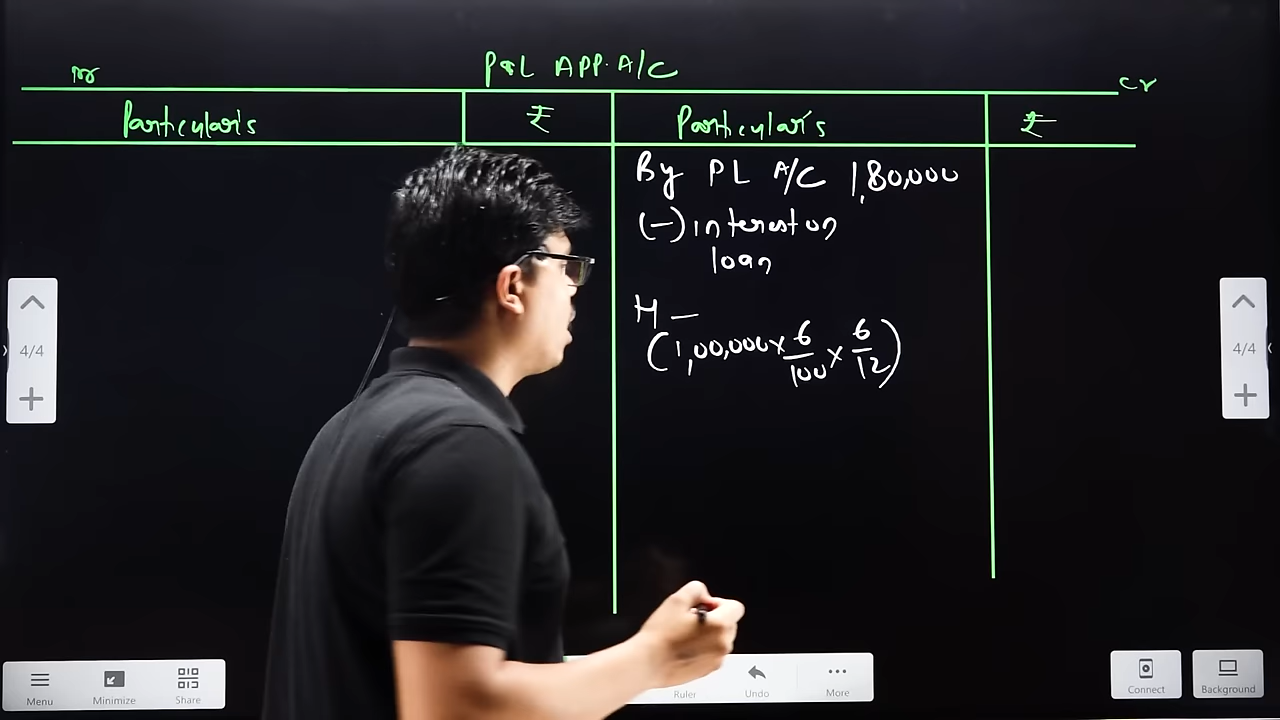 Dr
P&L APP. A/C
Cr
Particulars ₹ Particulars ₹
By PL A/C 1,80,000
(-) interest on
loan
H —
(1,00,000 × 6/100 × 6/12)
4/4
4/4
Menu
Minimize
Share
Ruler
Undo
More
Connect
Background